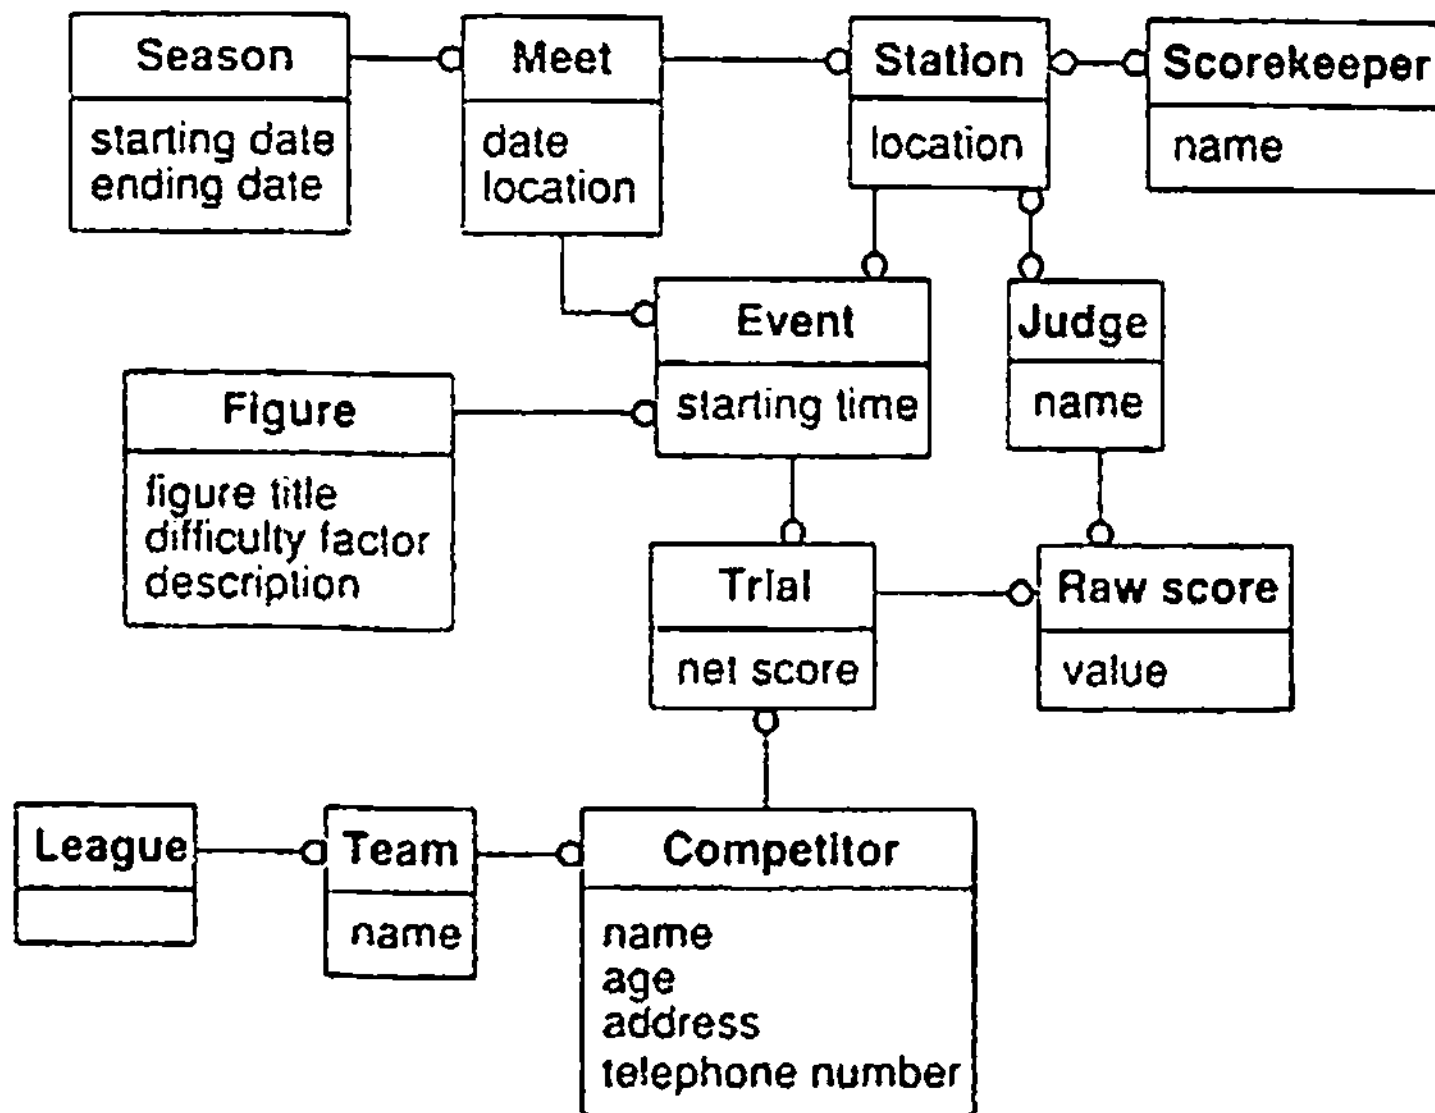 Season
starting date
ending date
Meet
date
location
Station
location
Scorekeeper
name
Event
starting time
Judge
name
Figure
figure title
difficulty factor
description
Trial
net score
Raw score
value
League
Team
name
Competitor
name
age
address
telephone number